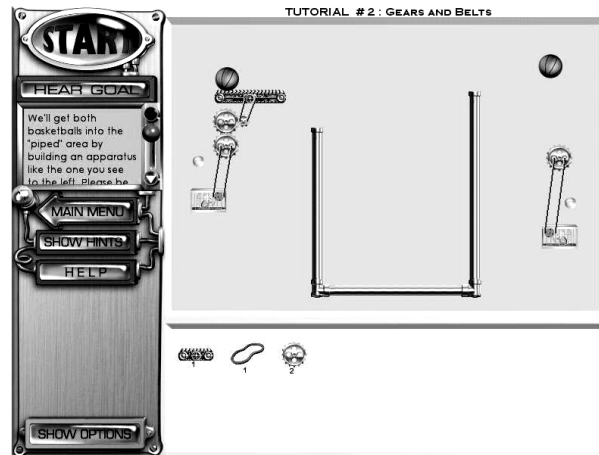 TUTORIAL # 2 : GEARS AND BELTS
START
HEAR GOAL
We'll get both
basketballs into the
"piped" area by
building an apparatus
like the one you see
to the left. Please be
MAIN MENU
SHOW HINTS
HELP
1
1
2
SHOW OPTIONS